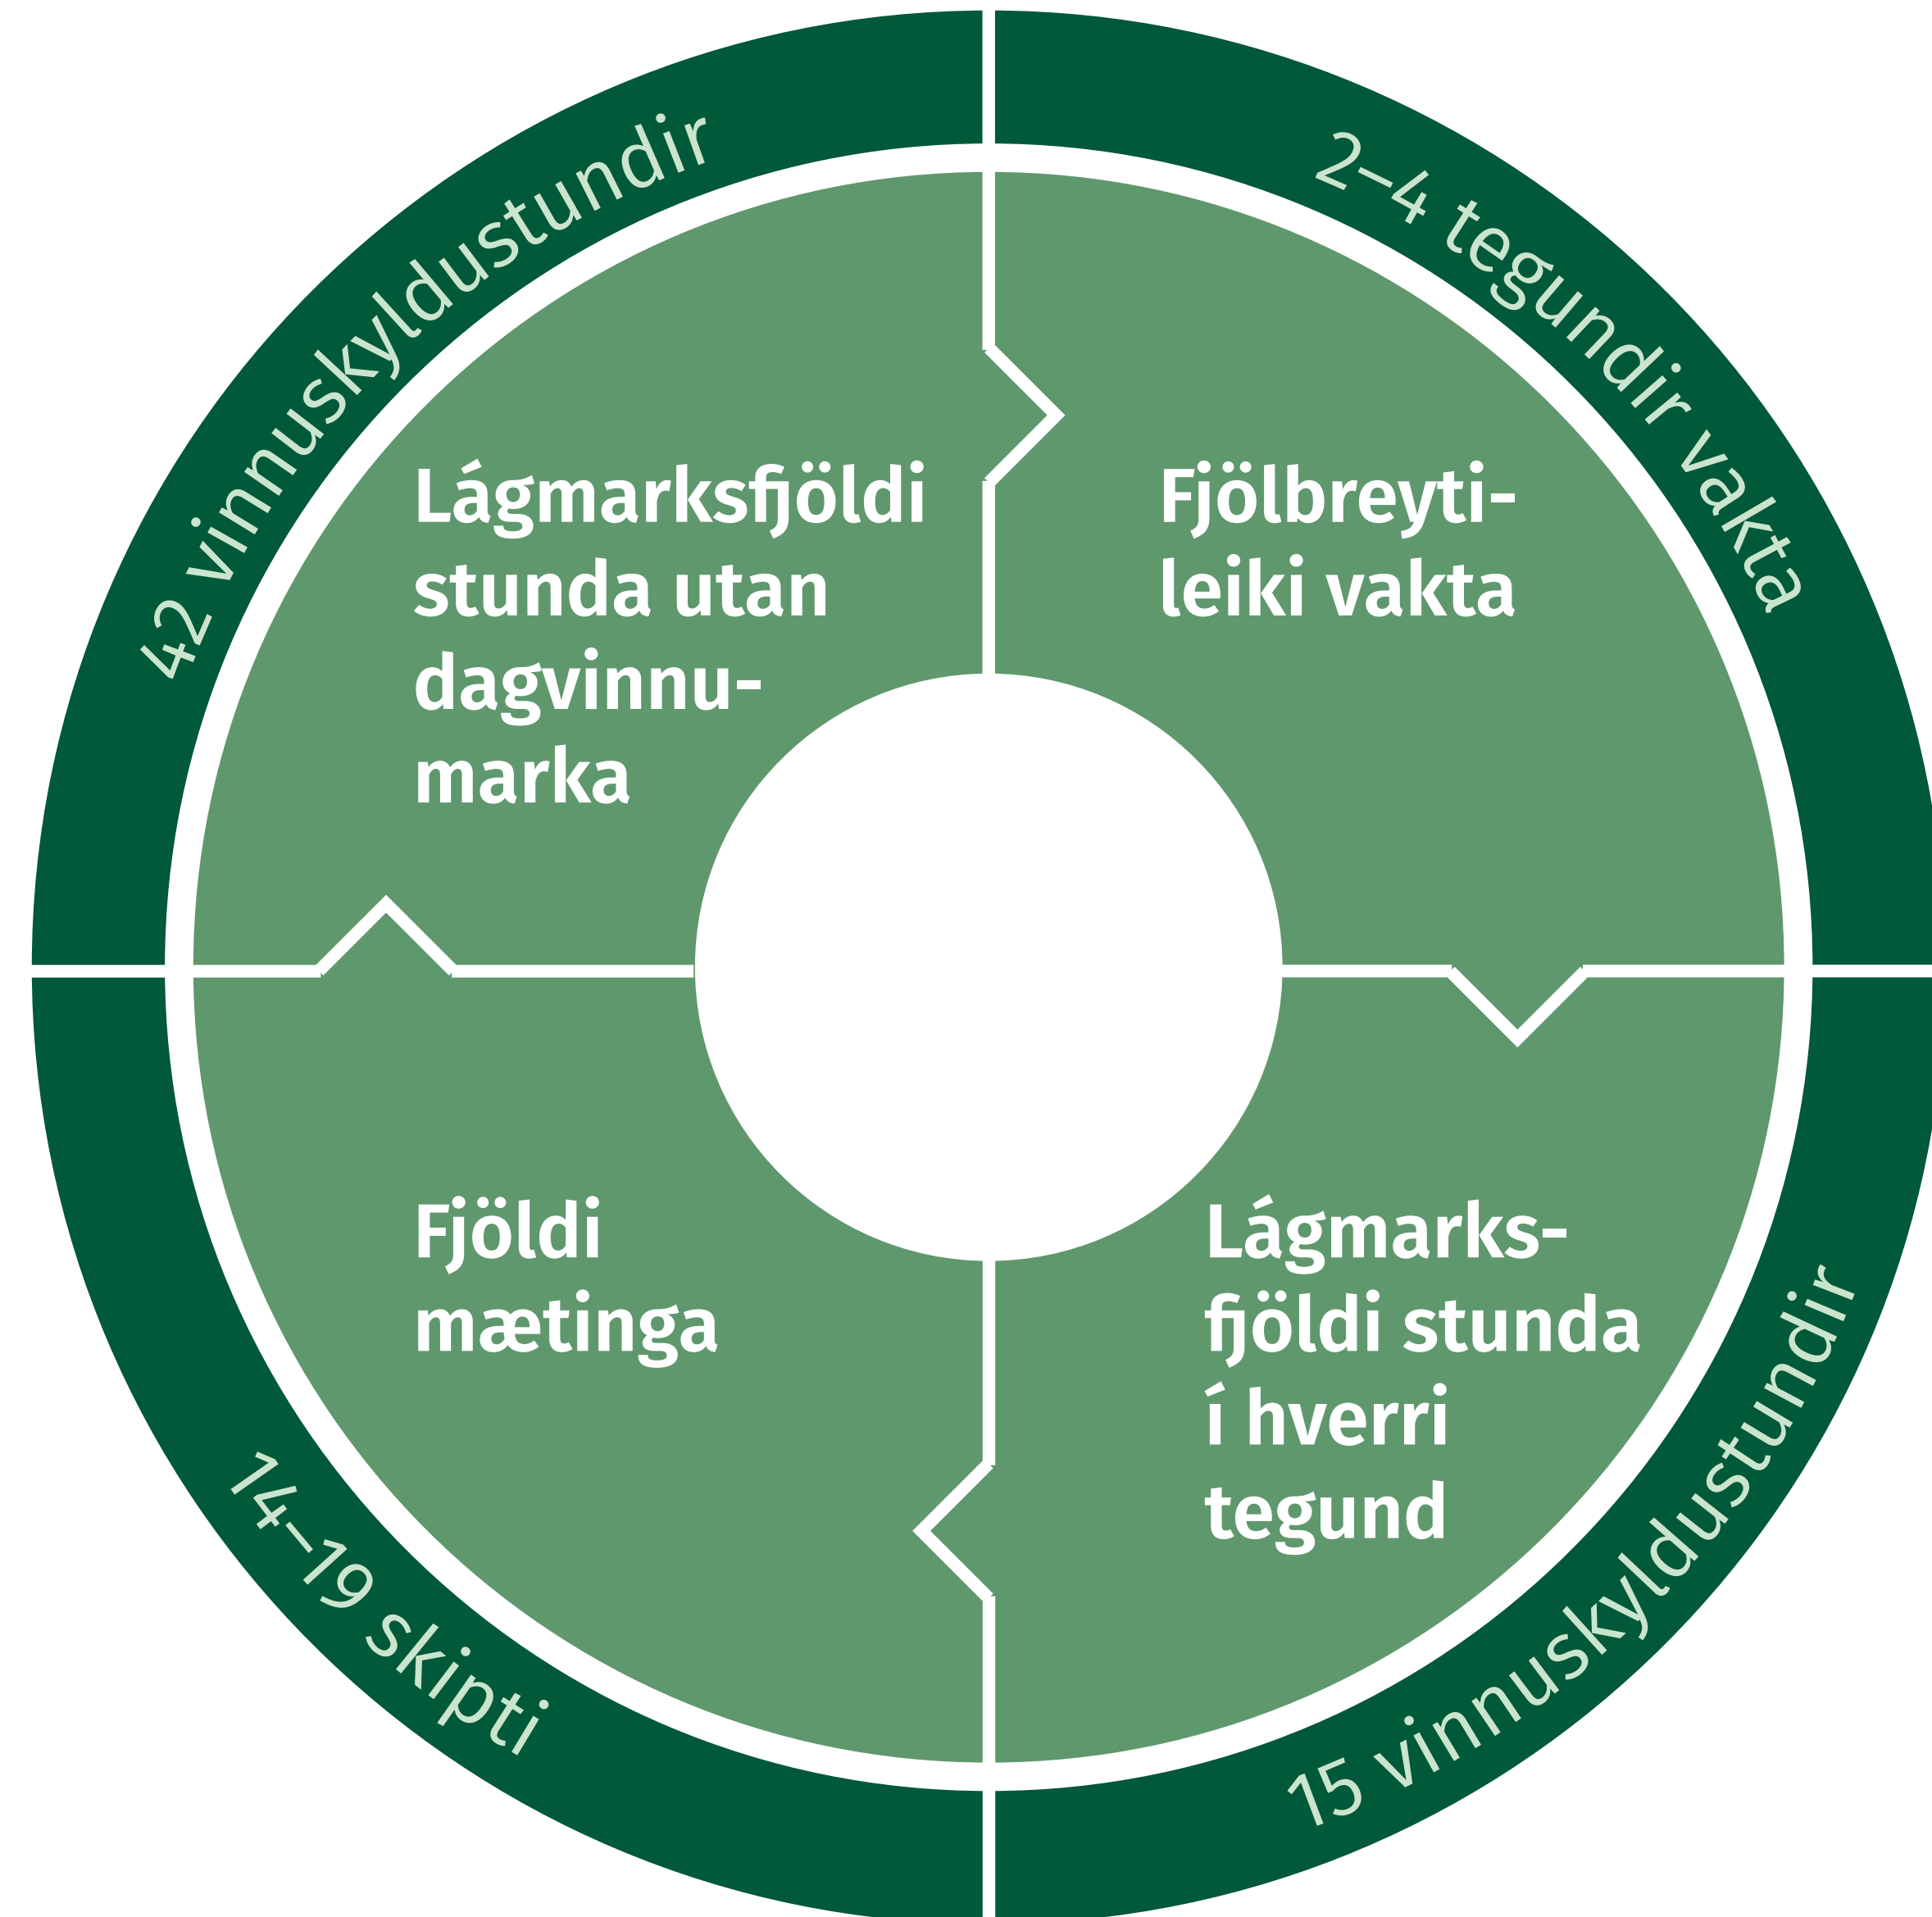 42 vinnuskyldustundir
2-4 tegundir vakta
Lágmarksfjöldi
stunda utan
dagvinnu-
marka
Fjölbreyt-
leiki vakta
Fjöldi
mætinga
Lágmarks-
fjöldi stunda
í hverri
tegund
14-19 skipti
15 vinnuskyldustundir